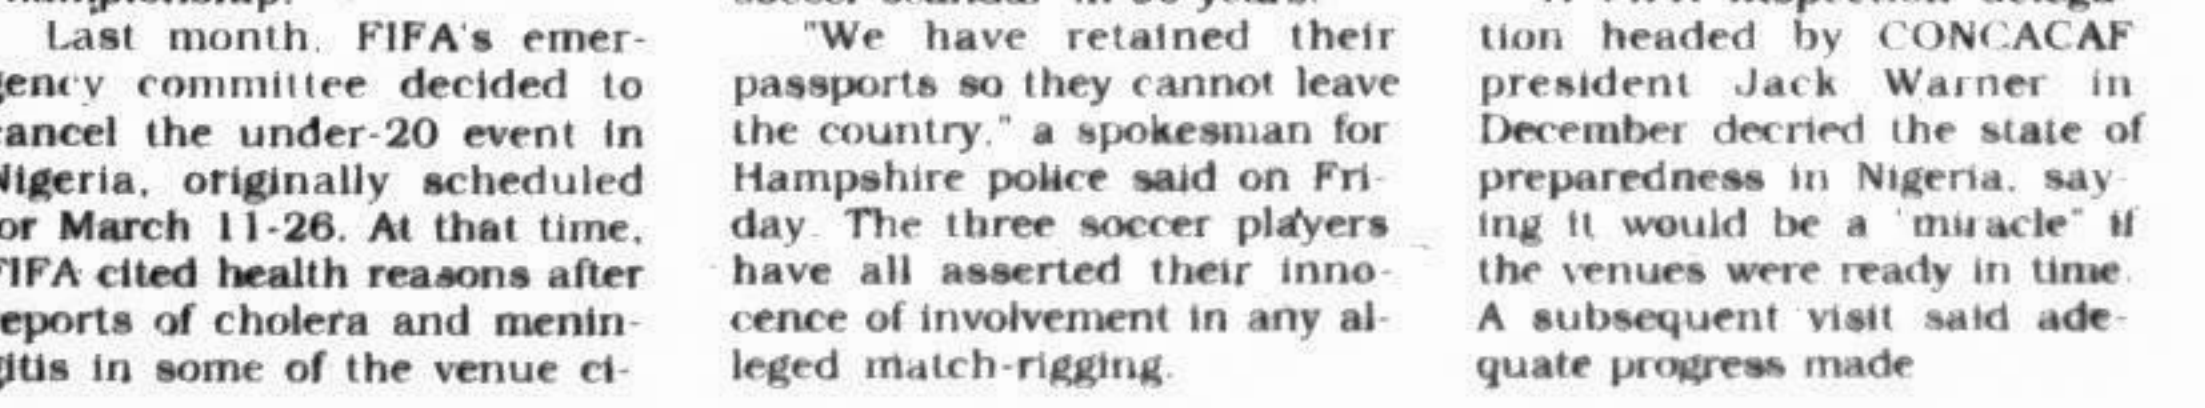 Last month, FIFA's emer-
gency committee decided to
cancel the under-20 event in
Nigeria, originally scheduled
for March 11-26. At that time,
FIFA cited health reasons after
reports of cholera and menin-
gitis in some of the venue ci-
"We have retained their
passports so they cannot leave
the country," a spokesman for
Hampshire police said on Fri-
day. The three soccer players
have all asserted their inno-
cence of involvement in any al-
leged match-rigging.
tion headed by CONCACAF
president Jack Warner in
December decried the state of
preparedness in Nigeria, say-
ing it would be a 'miracle" if
the venues were ready in time.
A subsequent visit said ade-
quate progress made